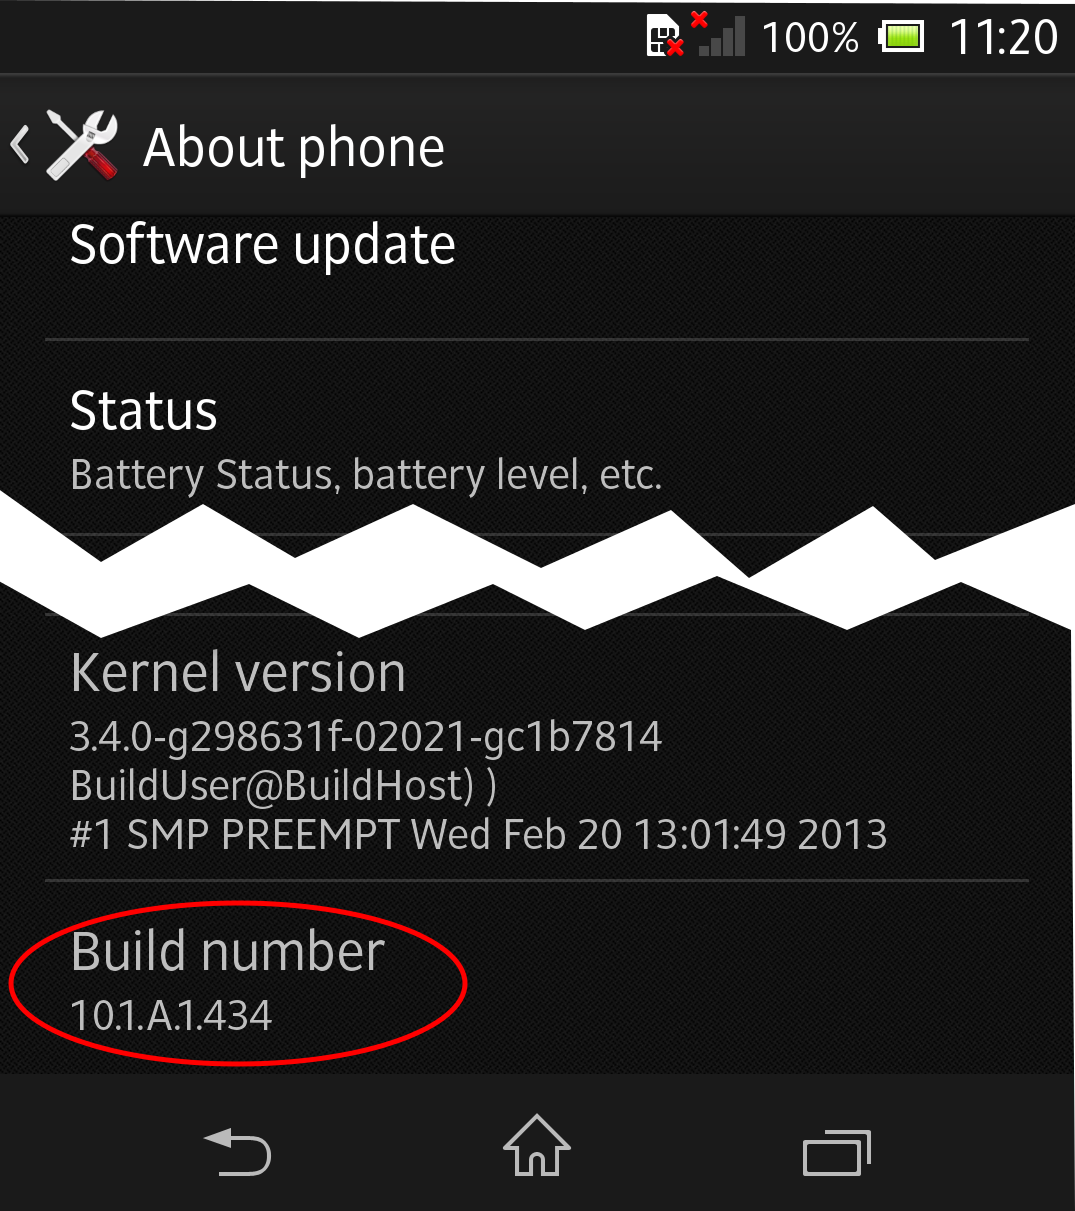 100% 11:20
About phone
Software update
Status
Battery Status, battery level, etc.
Kernel version
3.4.0-g298631f-02021-gc1b7814
BuildUser@BuildHost) )
#1 SMP PREEMPT Wed Feb 20 13:01:49 2013
Build number
10.1.A.1.434